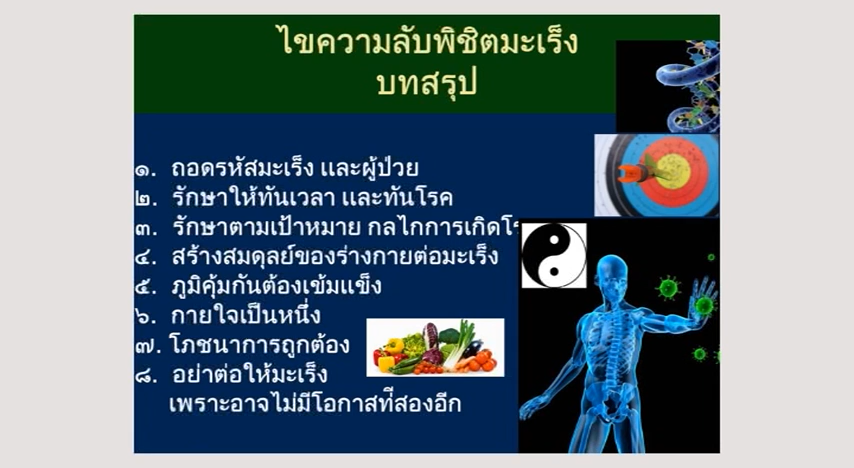 ไขความลับพิชิตมะเร็ง
บทสรุป
๑. ถอดรหัสมะเร็ง และผู้ป่วย
๒. รักษาให้ทันเวลา และทันโรค
๓. รักษาตามเป้าหมาย กลไกการเกิด
๔. สร้างสมดุลย์ของร่างกายต่อมะเร็ง
๕. ภูมิคุ้มกันต้องเข้มแข็ง
๖. กายใจเป็นหนึ่ง
๗. โภชนาการถูกต้อง
๘. อย่าต่อให้มะเร็ง
เพราะอาจไม่มีโอกาสที่สองอีก